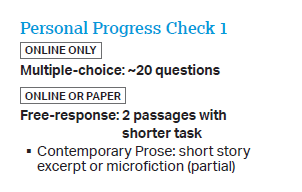 Personal Progress Check 1
ONLINE ONLY
Multiple-choice: ~20 questions
ONLINE OR PAPER
Free-response: 2 passages with
shorter task
▪ Contemporary Prose: short story
excerpt or microfiction (partial)